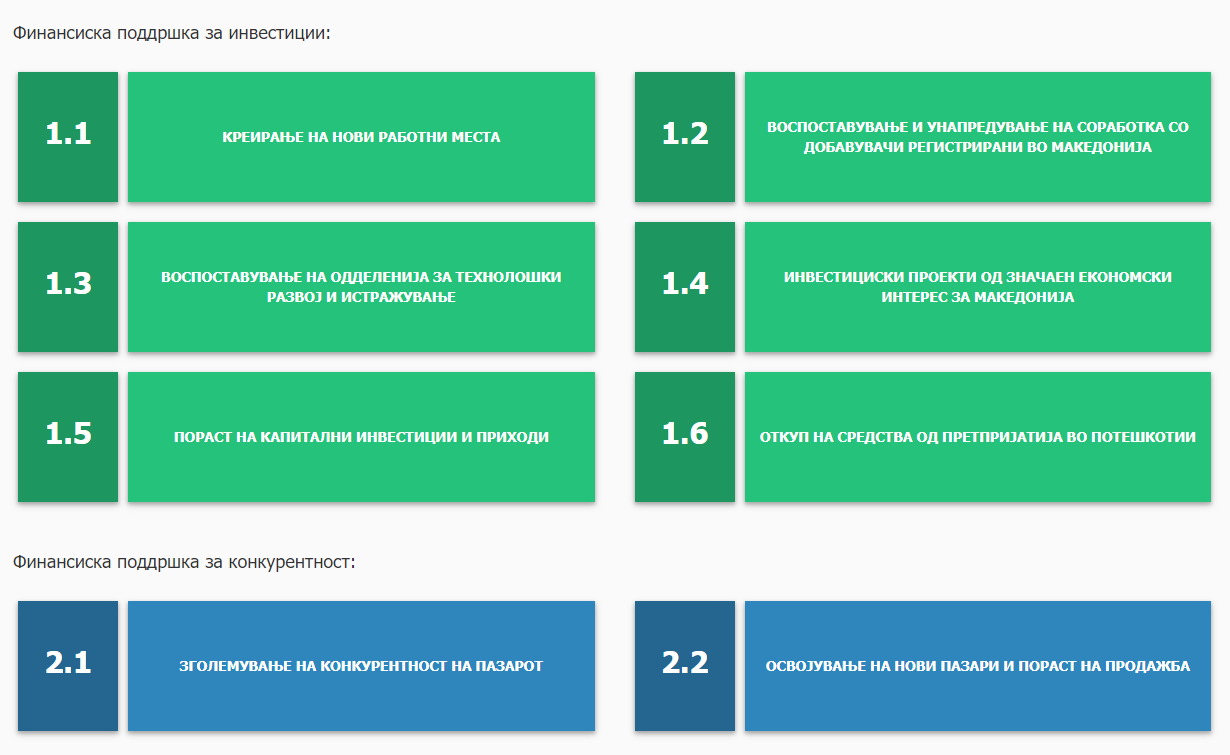 Финансиска поддршка за инвестиции:
1.1
КРЕИРАЊЕ НА НОВИ РАБОТНИ МЕСТА
1.2
ВОСПОСТАВУВАЊЕ И УНАПРЕДУВАЊЕ НА СОРАБОТКА СО
ДОБАВУВАЧИ РЕГИСТРИРАНИ ВО МАКЕДОНИЈА
1.3
ВОСПОСТАВУВАЊЕ НА ОДДЕЛЕНИЈА ЗА ТЕХНОЛОШКИ
РАЗВОЈ И ИСТРАЖУВАЊЕ
1.4
ИНВЕСТИЦИСКИ ПРОЕКТИ ОД ЗНАЧАЕН ЕКОНОМСКИ
ИНТЕРЕС ЗА МАКЕДОНИЈА
1.5
ПОРАСТ НА КАПИТАЛНИ ИНВЕСТИЦИИ И ПРИХОДИ
1.6
ОТКУП НА СРЕДСТВА ОД ПРЕТПРИЈАТИЈА ВО ПОТЕШКОТИИ
Финансиска поддршка за конкурентност:
2.1
ЗГОЛЕМУВАЊЕ НА КОНКУРЕНТНОСТ НА ПАЗАРОТ
2.2
ОСВОЈУВАЊЕ НА НОВИ ПАЗАРИ И ПОРАСТ НА ПРОДАЖБА